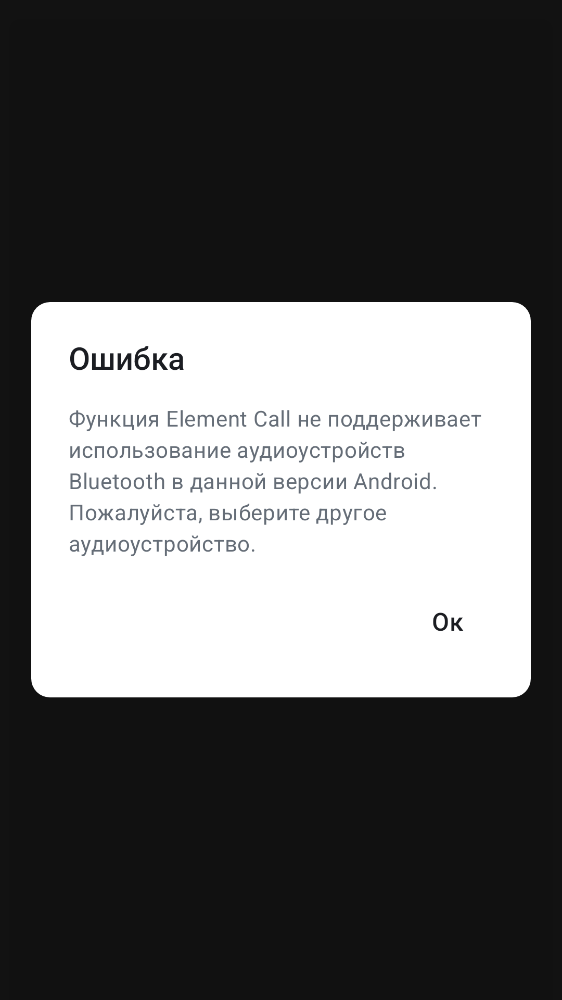 Ошибка
Функция Element Call не поддерживает
использование аудиоустройств
Bluetooth в данной версии Android.
Пожалуйста, выберите другое
аудиоустройство.
Ок